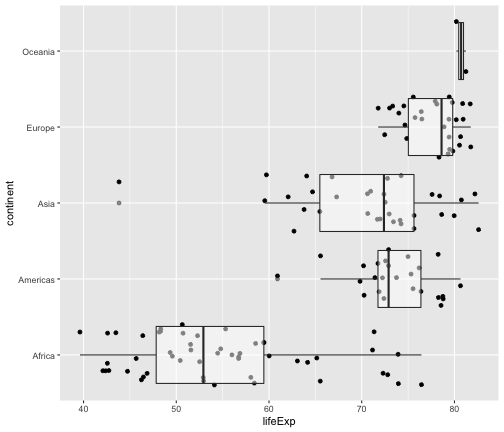 Oceania
Europe
Asia
Americas
Africa
continent
40 50 60 70 80
lifeExp